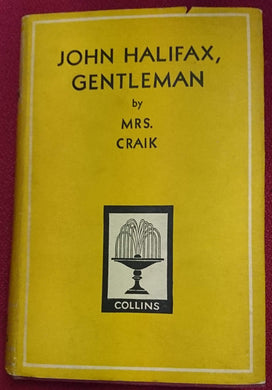 JOHN HALIFAX,
GENTLEMAN
by
MRS.
CRAIK
COLLINS